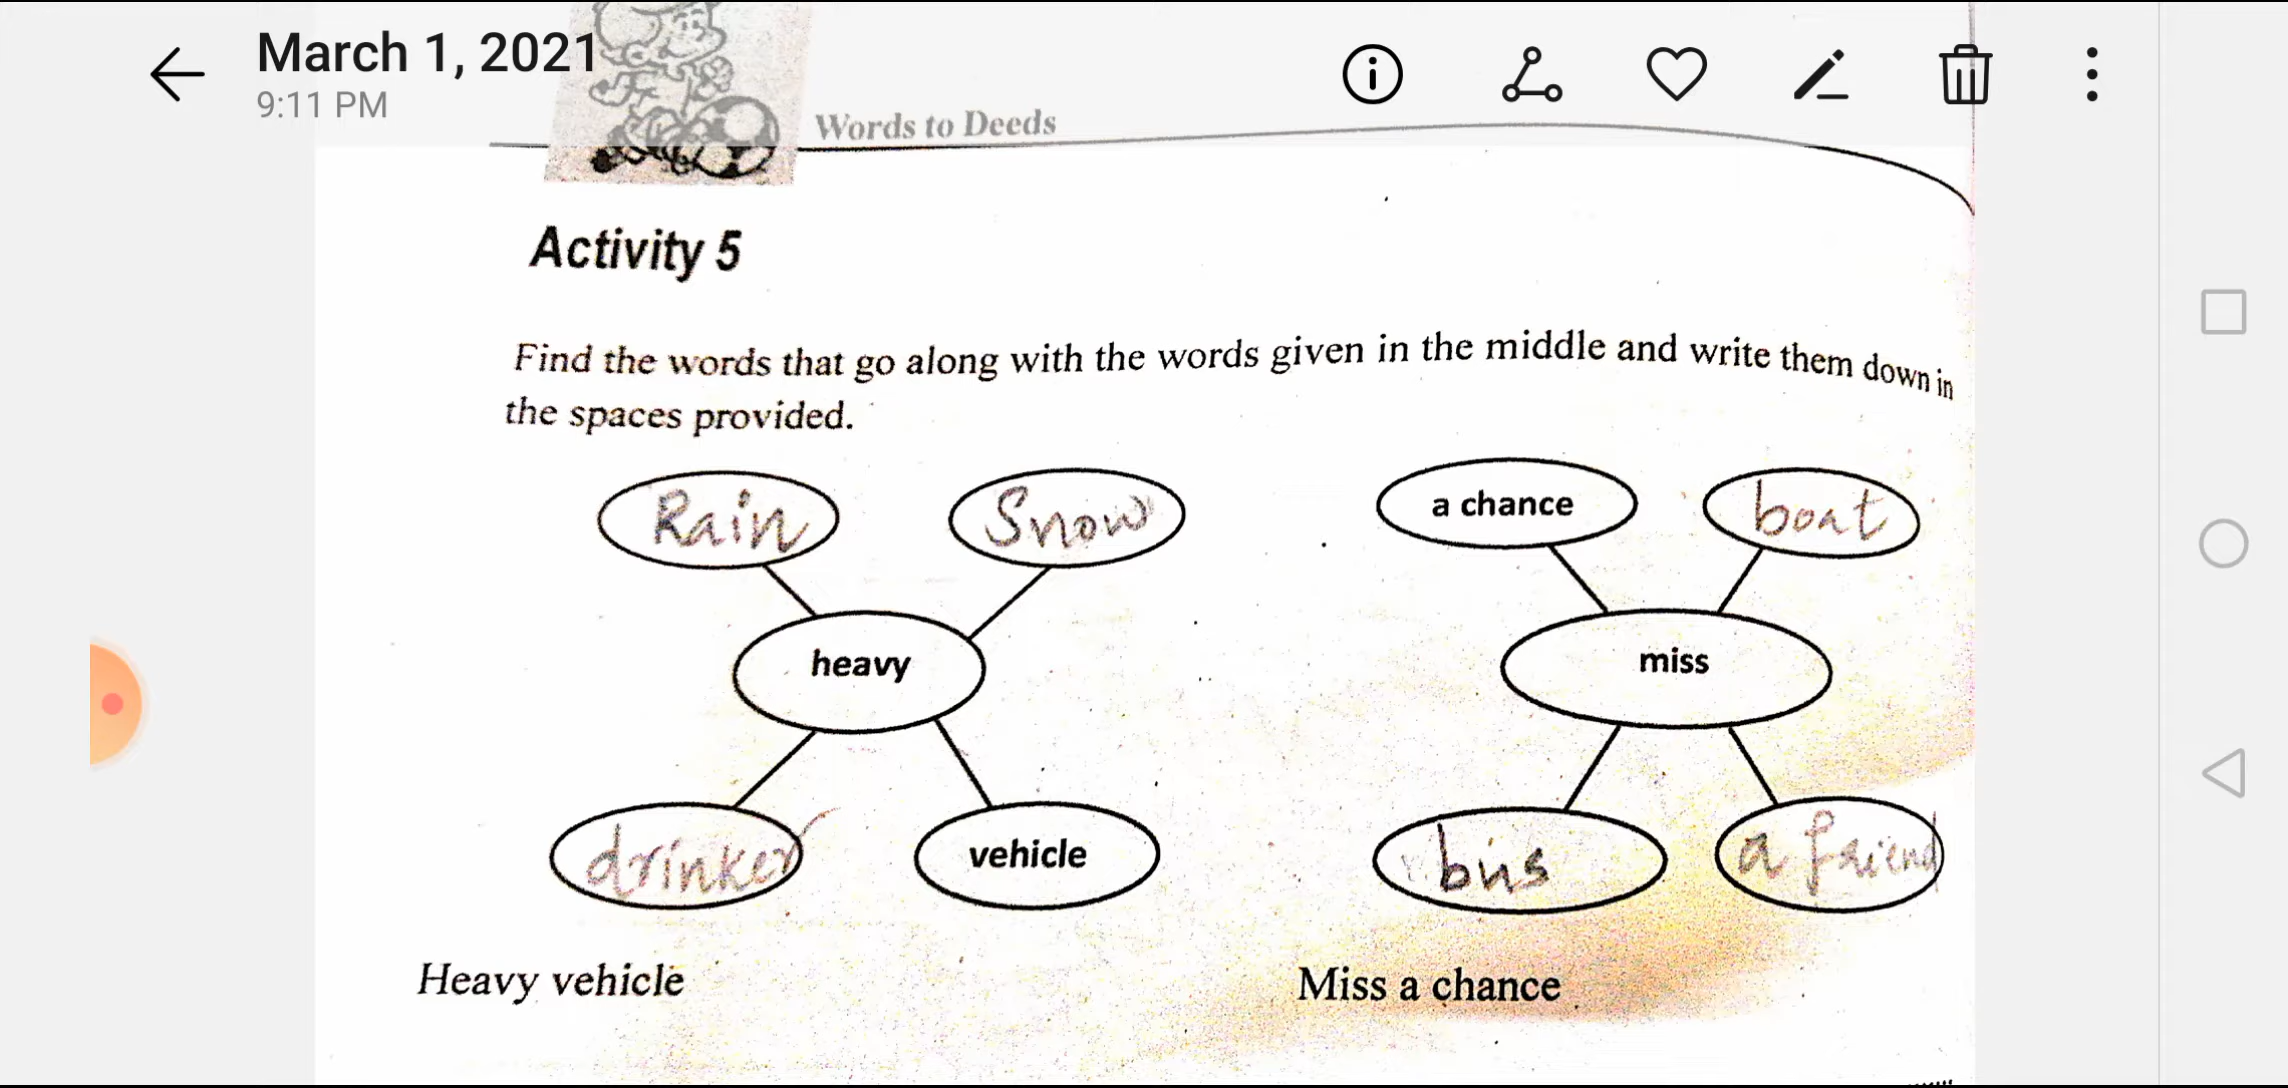 March 1, 2021
9:11 PM
Words to Deeds
Activity 5
Find the words that go along with the words given in the middle and write them down in
the spaces provided.
Rain
Snow
a chance
boat
heavy
miss
drinker
vehicle
bus
a friend
Heavy vehicle
Miss a chance